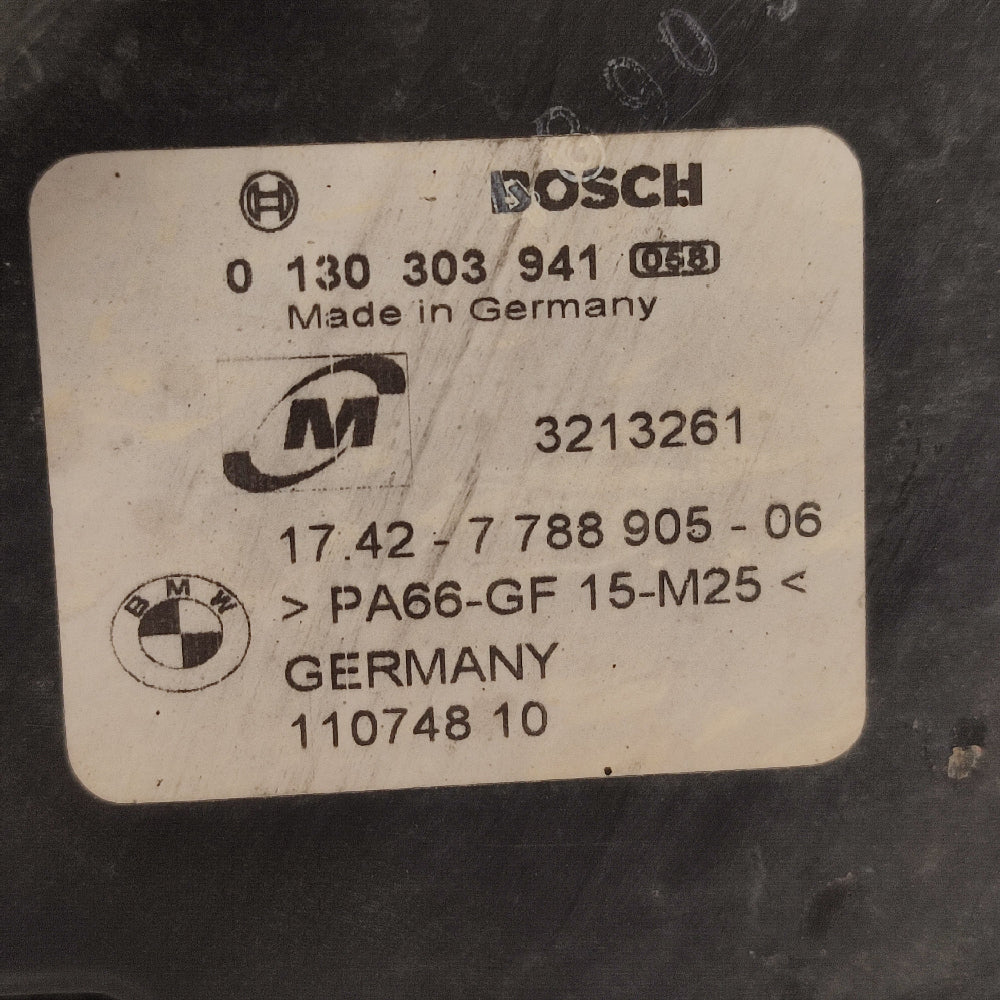 BOSCH
0 130 303 941 058
Made in Germany
M
3213261
17.42 - 7 788 905 - 06
BMW
> PA66-GF 15-M25 <
GERMANY
110748 10